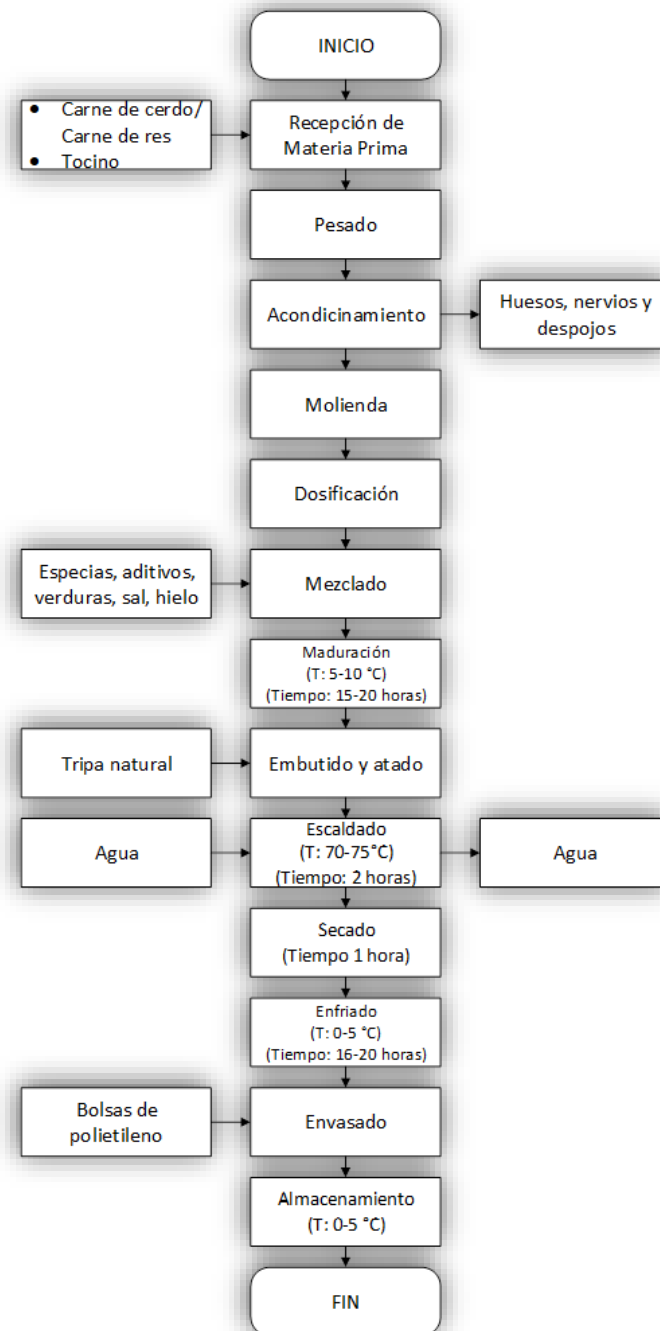 INICIO
• Carne de cerdo/
Carne de res
• Tocino
Recepción de
Materia Prima
Pesado
Acondicinamiento
Huesos, nervios y
despojos
Molienda
Dosificación
Especias, aditivos,
verduras, sal, hielo
Mezclado
Maduración
(T: 5-10 °C)
(Tiempo: 15-20 horas)
Tripa natural
Embutido y atado
Agua
Escaldado
(T: 70-75°C)
(Tiempo: 2 horas)
Agua
Secado
(Tiempo 1 hora)
Enfriado
(T: 0-5 °C)
(Tiempo: 16-20 horas)
Bolsas de
polietileno
Envasado
Almacenamiento
(T: 0-5 °C)
FIN